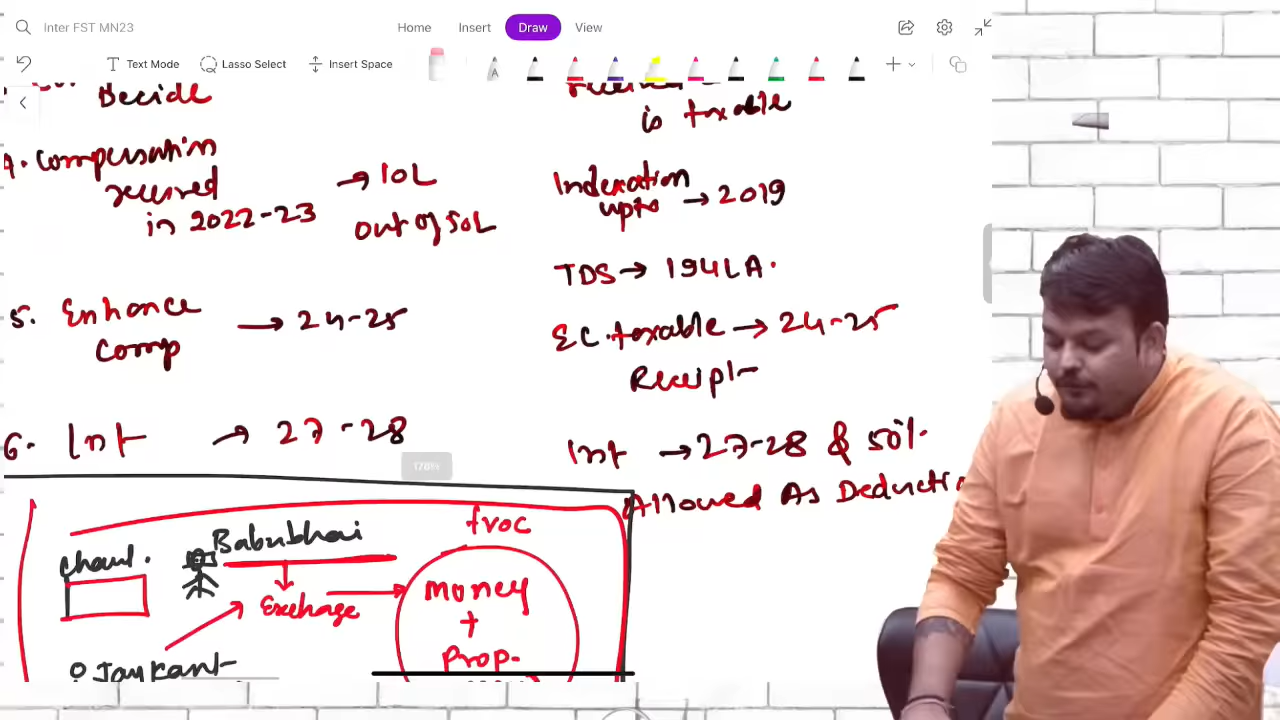 Inter FST MN23
Home
Insert
Draw
View
Text Mode
Lasso Select
Insert Space
Decide
is taxable
4. Compensation
received
in 2022-23
→ 10L
out of 50L
Indexation
upto → 2019
TDS → 194LA.
5. Enhance
Comp
→ 24-25
EC. taxable → 24-25
Receipt
6. Int → 27-28
Int → 27-28 & 50%
Allowed As Deductio
178%
fvoc
Babubhai
chawl.
Exchage
money
+
prop.
Jaykant